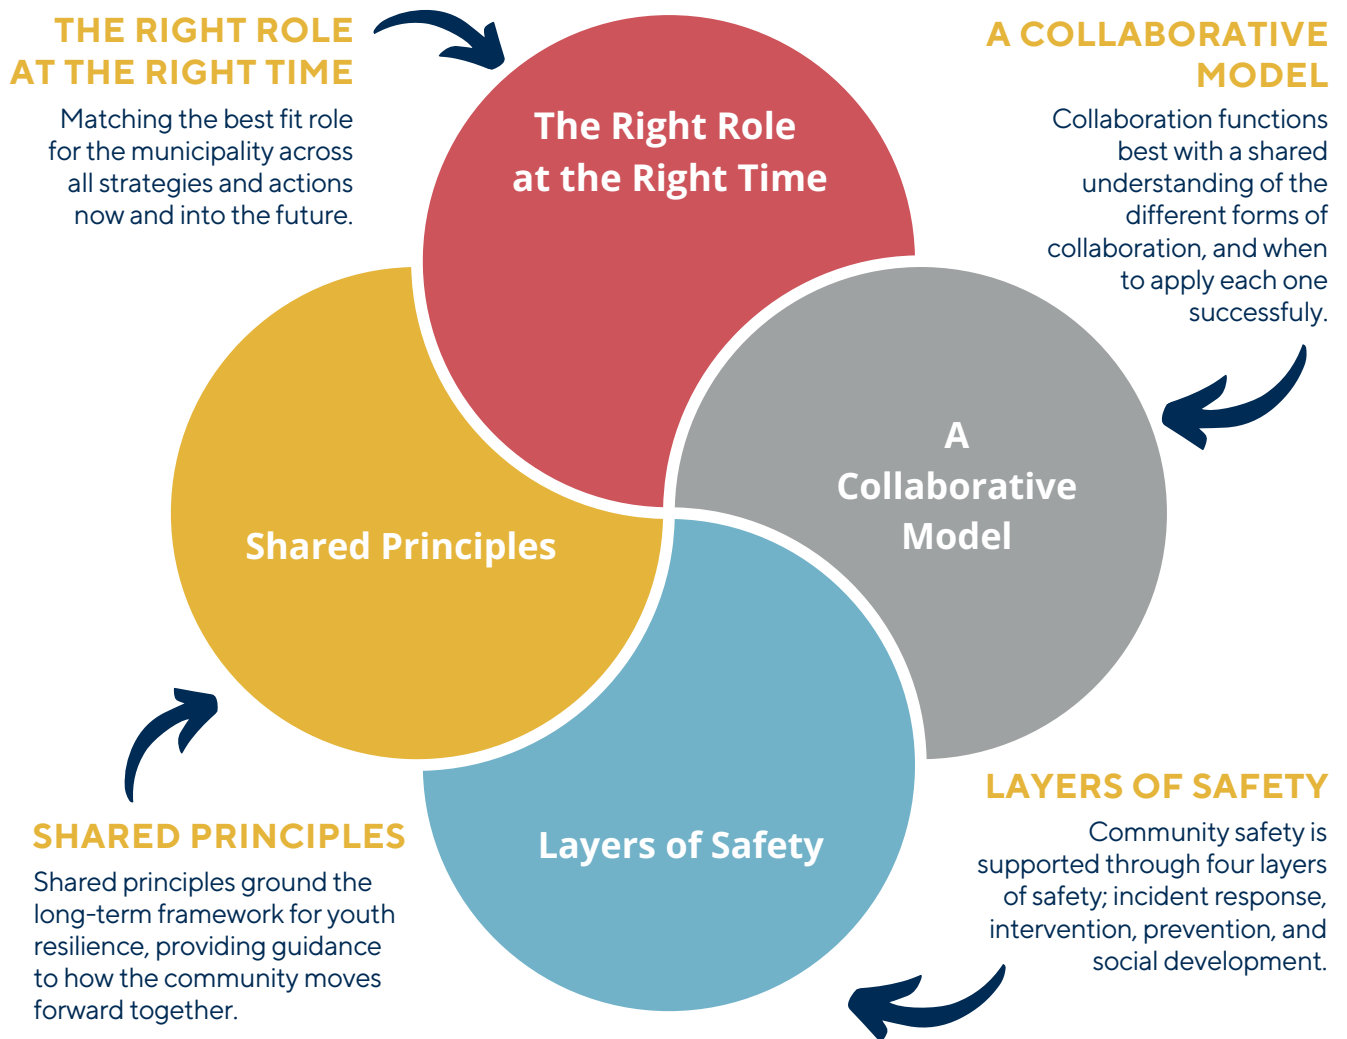 THE RIGHT ROLE
AT THE RIGHT TIME
Matching the best fit role
for the municipality across
all strategies and actions
now and into the future.
A COLLABORATIVE
MODEL
Collaboration functions
best with a shared
understanding of the
different forms of
collaboration, and when
to apply each one
successfuly.
The Right Role
at the Right Time
A
Collaborative
Model
Shared Principles
Layers of Safety
SHARED PRINCIPLES
Shared principles ground the
long-term framework for youth
resilience, providing guidance
to how the community moves
forward together.
LAYERS OF SAFETY
Community safety is
supported through four layers
of safety; incident response,
intervention, prevention, and
social development.